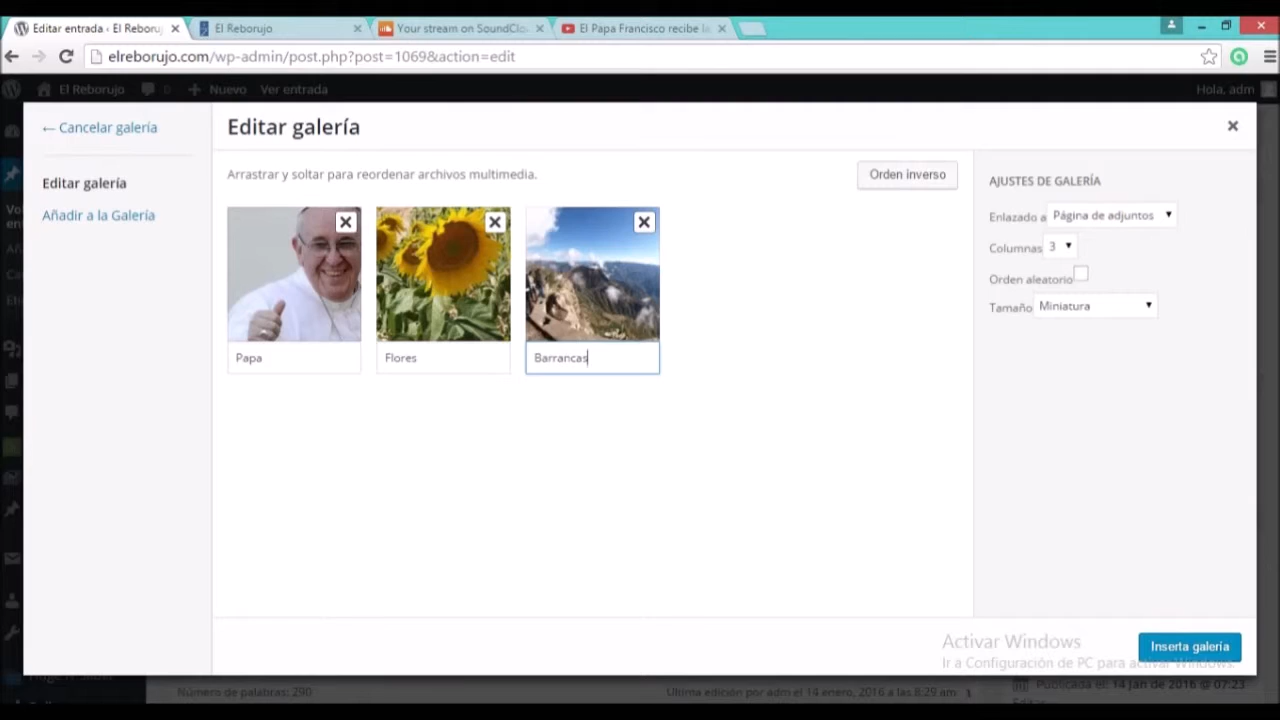 Editar entrada ‹ El Reboruj
El Reborujo
Your stream on SoundClo
El Papa Francisco recibe la
elreborujo.com/wp-admin/post.php?post=1069&action=edit
El Reborujo 0 Nuevo Ver entrada
Hola, adm
← Cancelar galería
Editar galería
Añadir a la Galería
Editar galería
Arrastrar y soltar para reordenar archivos multimedia.
Orden inverso
Papa
Flores
Barrancas
AJUSTES DE GALERÍA
Enlazado a Página de adjuntos
Columnas 3
Orden aleatorio
Tamaño Miniatura
Activar Windows
Ir a Configuración de PC para activar Windows.
Inserta galería
Número de palabras: 290
Última edición por adm el 14 enero, 2016 a las 8:29 am
Publicada el: 14 Jan de 2016 @ 07:23
Editar